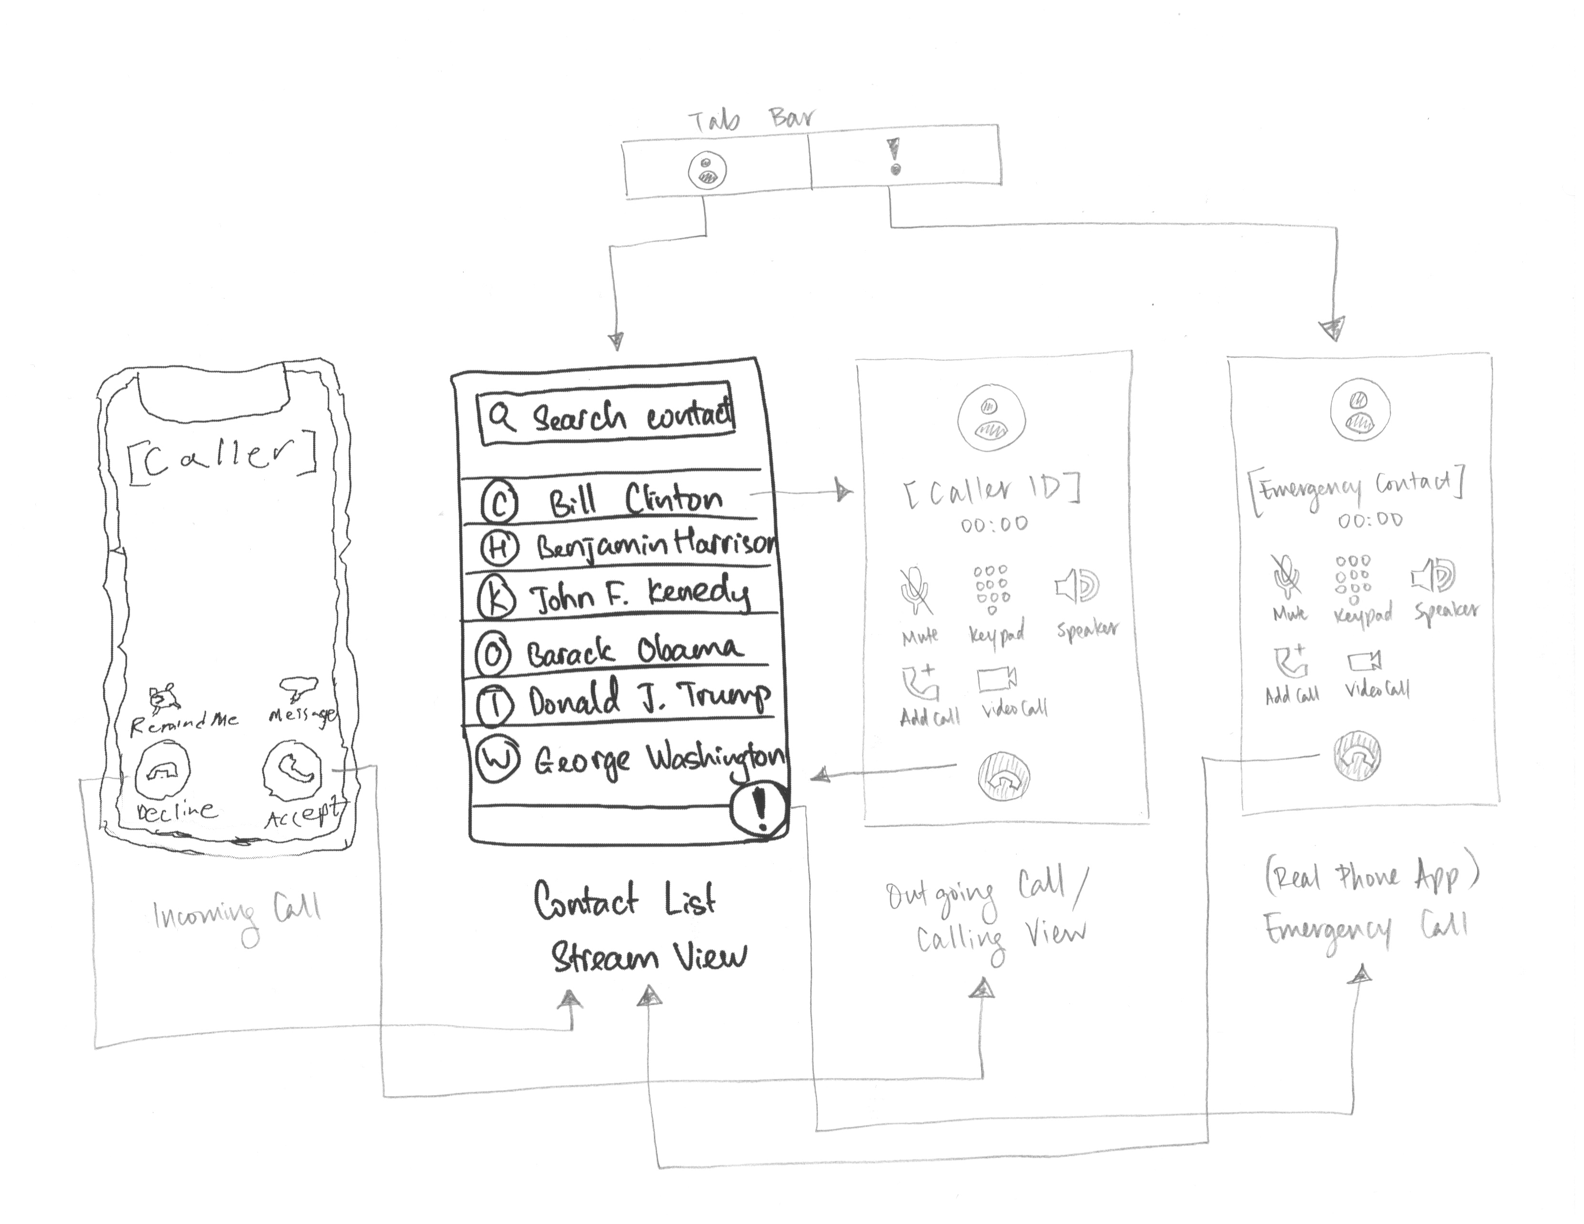 Tab Bar
[Caller]
Remind Me
Message
Decline
Accept
Incoming Call
Search contact
C Bill Clinton
H Benjamin Harrison
K John F. Kenedy
O Barack Obama
T Donald J. Trump
W George Washington
!
Contact List
Stream View
[Caller ID]
00:00
Mute
Keypad
Speaker
Add Call
Video Call
Outgoing Call /
Calling View
[Emergency Contact]
00:00
Mute
Keypad
Speaker
Add Call
Video Call
(Real Phone App)
Emergency Call